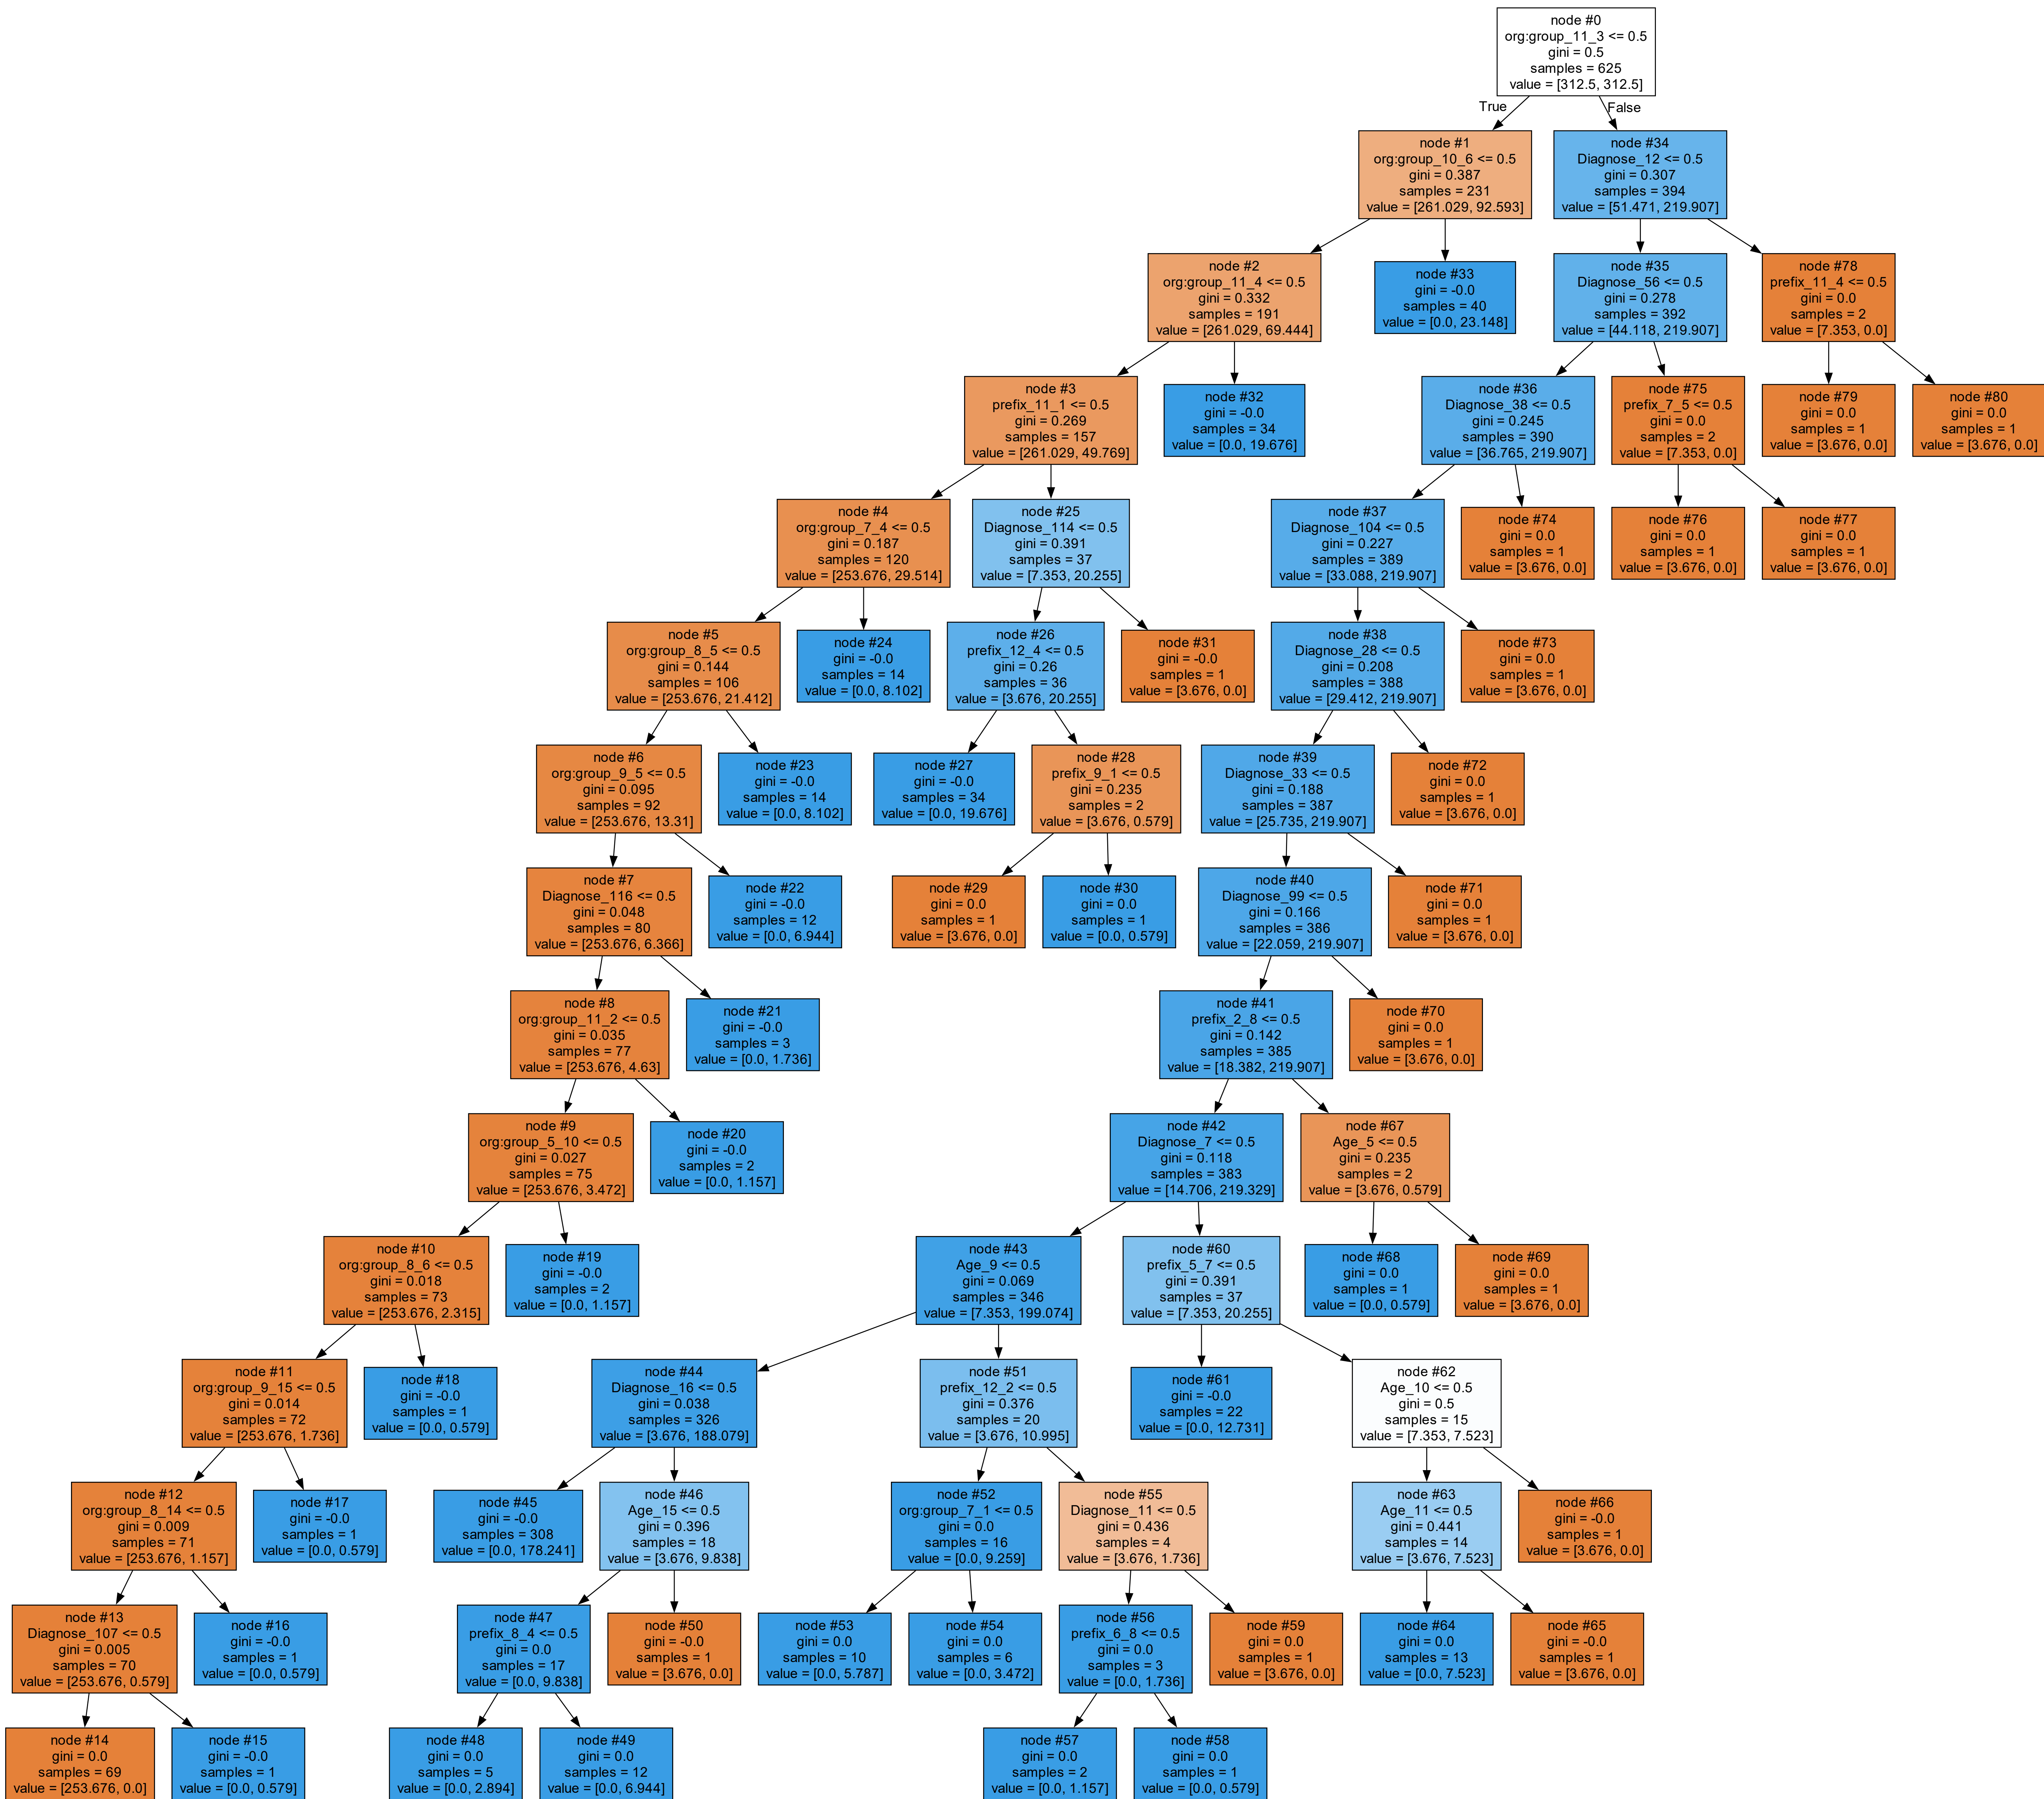 node #0
org:group_11_3 <= 0.5
gini = 0.5
samples = 625
value = [312.5, 312.5]
True
False
node #1
org:group_10_6 <= 0.5
gini = 0.387
samples = 231
value = [261.029, 92.593]
node #34
Diagnose_12 <= 0.5
gini = 0.307
samples = 394
value = [51.471, 219.907]
node #2
org:group_11_4 <= 0.5
gini = 0.332
samples = 191
value = [261.029, 69.444]
node #33
gini = -0.0
samples = 40
value = [0.0, 23.148]
node #35
Diagnose_56 <= 0.5
gini = 0.278
samples = 392
value = [44.118, 219.907]
node #78
prefix_11_4 <= 0.5
gini = 0.0
samples = 2
value = [7.353, 0.0]
node #3
prefix_11_1 <= 0.5
gini = 0.269
samples = 157
value = [261.029, 49.769]
node #32
gini = -0.0
samples = 34
value = [0.0, 19.676]
node #36
Diagnose_38 <= 0.5
gini = 0.245
samples = 390
value = [36.765, 219.907]
node #75
prefix_7_5 <= 0.5
gini = 0.0
samples = 2
value = [7.353, 0.0]
node #79
gini = 0.0
samples = 1
value = [3.676, 0.0]
node #80
gini = 0.0
samples = 1
value = [3.676, 0.0]
node #4
org:group_7_4 <= 0.5
gini = 0.187
samples = 120
value = [253.676, 29.514]
node #25
Diagnose_114 <= 0.5
gini = 0.391
samples = 37
value = [7.353, 20.255]
node #37
Diagnose_104 <= 0.5
gini = 0.227
samples = 389
value = [33.088, 219.907]
node #74
gini = 0.0
samples = 1
value = [3.676, 0.0]
node #76
gini = 0.0
samples = 1
value = [3.676, 0.0]
node #77
gini = 0.0
samples = 1
value = [3.676, 0.0]
node #5
org:group_8_5 <= 0.5
gini = 0.144
samples = 106
value = [253.676, 21.412]
node #24
gini = -0.0
samples = 14
value = [0.0, 8.102]
node #26
prefix_12_4 <= 0.5
gini = 0.26
samples = 36
value = [3.676, 20.255]
node #31
gini = -0.0
samples = 1
value = [3.676, 0.0]
node #38
Diagnose_28 <= 0.5
gini = 0.208
samples = 388
value = [29.412, 219.907]
node #73
gini = 0.0
samples = 1
value = [3.676, 0.0]
node #6
org:group_9_5 <= 0.5
gini = 0.095
samples = 92
value = [253.676, 13.31]
node #23
gini = -0.0
samples = 14
value = [0.0, 8.102]
node #27
gini = -0.0
samples = 34
value = [0.0, 19.676]
node #28
prefix_9_1 <= 0.5
gini = 0.235
samples = 2
value = [3.676, 0.579]
node #39
Diagnose_33 <= 0.5
gini = 0.188
samples = 387
value = [25.735, 219.907]
node #72
gini = 0.0
samples = 1
value = [3.676, 0.0]
node #7
Diagnose_116 <= 0.5
gini = 0.048
samples = 80
value = [253.676, 6.366]
node #22
gini = -0.0
samples = 12
value = [0.0, 6.944]
node #29
gini = 0.0
samples = 1
value = [3.676, 0.0]
node #30
gini = 0.0
samples = 1
value = [0.0, 0.579]
node #40
Diagnose_99 <= 0.5
gini = 0.166
samples = 386
value = [22.059, 219.907]
node #71
gini = 0.0
samples = 1
value = [3.676, 0.0]
node #8
org:group_11_2 <= 0.5
gini = 0.035
samples = 77
value = [253.676, 4.63]
node #21
gini = -0.0
samples = 3
value = [0.0, 1.736]
node #41
prefix_2_8 <= 0.5
gini = 0.142
samples = 385
value = [18.382, 219.907]
node #70
gini = 0.0
samples = 1
value = [3.676, 0.0]
node #9
org:group_5_10 <= 0.5
gini = 0.027
samples = 75
value = [253.676, 3.472]
node #20
gini = -0.0
samples = 2
value = [0.0, 1.157]
node #42
Diagnose_7 <= 0.5
gini = 0.118
samples = 383
value = [14.706, 219.329]
node #67
Age_5 <= 0.5
gini = 0.235
samples = 2
value = [3.676, 0.579]
node #10
org:group_8_6 <= 0.5
gini = 0.018
samples = 73
value = [253.676, 2.315]
node #19
gini = -0.0
samples = 2
value = [0.0, 1.157]
node #43
Age_9 <= 0.5
gini = 0.069
samples = 346
value = [7.353, 199.074]
node #60
prefix_5_7 <= 0.5
gini = 0.391
samples = 37
value = [7.353, 20.255]
node #68
gini = 0.0
samples = 1
value = [0.0, 0.579]
node #69
gini = 0.0
samples = 1
value = [3.676, 0.0]
node #11
org:group_9_15 <= 0.5
gini = 0.014
samples = 72
value = [253.676, 1.736]
node #18
gini = -0.0
samples = 1
value = [0.0, 0.579]
node #44
Diagnose_16 <= 0.5
gini = 0.038
samples = 326
value = [3.676, 188.079]
node #51
prefix_12_2 <= 0.5
gini = 0.376
samples = 20
value = [3.676, 10.995]
node #61
gini = -0.0
samples = 22
value = [0.0, 12.731]
node #62
Age_10 <= 0.5
gini = 0.5
samples = 15
value = [7.353, 7.523]
node #12
org:group_8_14 <= 0.5
gini = 0.009
samples = 71
value = [253.676, 1.157]
node #17
gini = -0.0
samples = 1
value = [0.0, 0.579]
node #45
gini = -0.0
samples = 308
value = [0.0, 178.241]
node #46
Age_15 <= 0.5
gini = 0.396
samples = 18
value = [3.676, 9.838]
node #52
org:group_7_1 <= 0.5
gini = 0.0
samples = 16
value = [0.0, 9.259]
node #55
Diagnose_11 <= 0.5
gini = 0.436
samples = 4
value = [3.676, 1.736]
node #63
Age_11 <= 0.5
gini = 0.441
samples = 14
value = [3.676, 7.523]
node #66
gini = -0.0
samples = 1
value = [3.676, 0.0]
node #13
Diagnose_107 <= 0.5
gini = 0.005
samples = 70
value = [253.676, 0.579]
node #16
gini = -0.0
samples = 1
value = [0.0, 0.579]
node #47
prefix_8_4 <= 0.5
gini = 0.0
samples = 17
value = [0.0, 9.838]
node #50
gini = -0.0
samples = 1
value = [3.676, 0.0]
node #53
gini = 0.0
samples = 10
value = [0.0, 5.787]
node #54
gini = 0.0
samples = 6
value = [0.0, 3.472]
node #56
prefix_6_8 <= 0.5
gini = 0.0
samples = 3
value = [0.0, 1.736]
node #59
gini = 0.0
samples = 1
value = [3.676, 0.0]
node #64
gini = 0.0
samples = 13
value = [0.0, 7.523]
node #65
gini = -0.0
samples = 1
value = [3.676, 0.0]
node #14
gini = 0.0
samples = 69
value = [253.676, 0.0]
node #15
gini = -0.0
samples = 1
value = [0.0, 0.579]
node #48
gini = 0.0
samples = 5
value = [0.0, 2.894]
node #49
gini = 0.0
samples = 12
value = [0.0, 6.944]
node #57
gini = 0.0
samples = 2
value = [0.0, 1.157]
node #58
gini = 0.0
samples = 1
value = [0.0, 0.579]